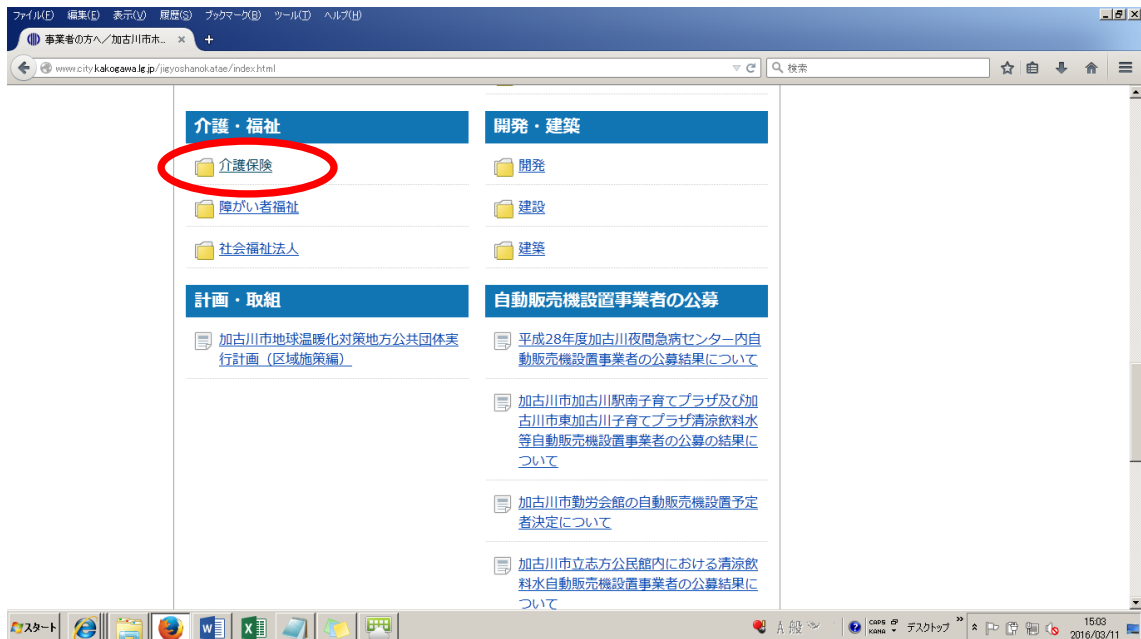 ファイル(F) 編集(E) 表示(V) 履歴(S) ブックマーク(B) ツール(T) ヘルプ(H)
事業者の方へ／加古川市ホ...
www.city.kakogawa.lg.jp/jigyoshanokatae/index.html
検索
介護・福祉
介護保険
障がい者福祉
社会福祉法人
計画・取組
加古川市地球温暖化対策地方公共団体実
行計画（区域施策編）
開発・建築
開発
建設
建築
自動販売機設置事業者の公募
平成28年度加古川夜間急病センター内自
動販売機設置事業者の公募結果について
加古川市加古川駅南子育てプラザ及び加
古川市東加古川子育てプラザ清涼飲料水
等自動販売機設置事業者の公募の結果に
ついて
加古川市勤労会館の自動販売機設置予定
者決定について
加古川市立志方公民館内における清涼飲
料水自動販売機設置事業者の公募結果に
ついて
スタート
A 般
CAPS
KANA
デスクトップ
15:03
2016/03/11